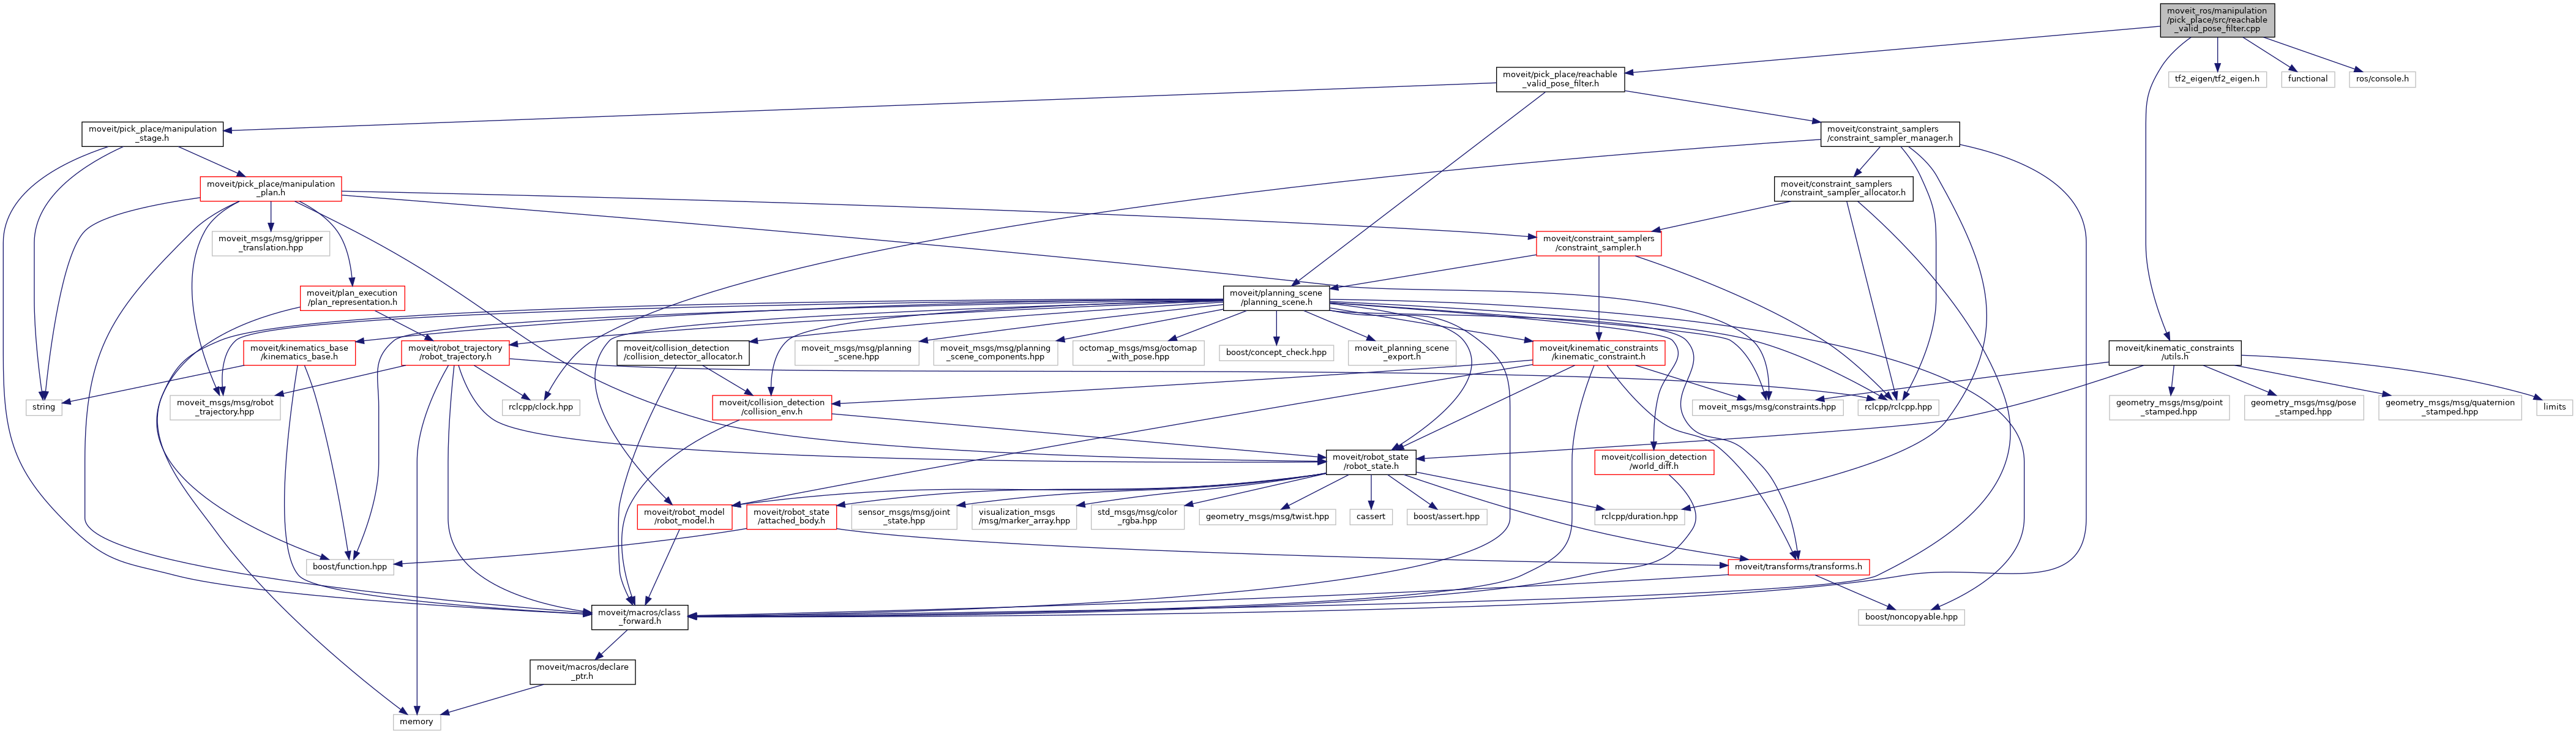 moveit_ros/manipulation
/pick_place/src/reachable
_valid_pose_filter.cpp
moveit/pick_place/reachable
_valid_pose_filter.h
tf2_eigen/tf2_eigen.h
functional
ros/console.h
moveit/pick_place/manipulation
_stage.h
moveit/constraint_samplers
/constraint_sampler_manager.h
moveit/pick_place/manipulation
_plan.h
moveit/constraint_samplers
/constraint_sampler_allocator.h
moveit_msgs/msg/gripper
_translation.hpp
moveit/constraint_samplers
/constraint_sampler.h
moveit/plan_execution
/plan_representation.h
moveit/planning_scene
/planning_scene.h
moveit/kinematics_base
/kinematics_base.h
moveit/robot_trajectory
/robot_trajectory.h
moveit/collision_detection
/collision_detector_allocator.h
moveit_msgs/msg/planning
_scene.hpp
moveit_msgs/msg/planning
_scene_components.hpp
octomap_msgs/msg/octomap
_with_pose.hpp
boost/concept_check.hpp
moveit_planning_scene
_export.h
moveit/kinematic_constraints
/kinematic_constraint.h
moveit/kinematic_constraints
/utils.h
string
moveit_msgs/msg/robot
_trajectory.hpp
rclcpp/clock.hpp
moveit/collision_detection
/collision_env.h
moveit_msgs/msg/constraints.hpp
rclcpp/rclcpp.hpp
geometry_msgs/msg/point
_stamped.hpp
geometry_msgs/msg/pose
_stamped.hpp
geometry_msgs/msg/quaternion
_stamped.hpp
limits
moveit/robot_state
/robot_state.h
moveit/collision_detection
/world_diff.h
moveit/robot_model
/robot_model.h
moveit/robot_state
/attached_body.h
sensor_msgs/msg/joint
_state.hpp
visualization_msgs
/msg/marker_array.hpp
std_msgs/msg/color
_rgba.hpp
geometry_msgs/msg/twist.hpp
cassert
boost/assert.hpp
rclcpp/duration.hpp
boost/function.hpp
moveit/transforms/transforms.h
moveit/macros/class
_forward.h
boost/noncopyable.hpp
moveit/macros/declare
_ptr.h
memory